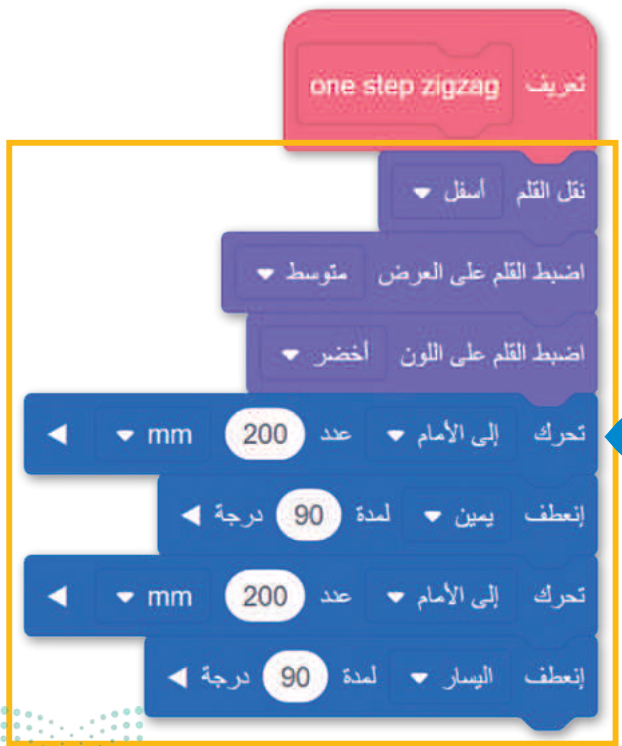 تعريف one step zigzag
نقل القلم أسفل
اضبط القلم على العرض متوسط
اضبط القلم على اللون أخضر
تحرك إلى الأمام عدد 200 mm
إنعطف يمين لمدة 90 درجة
تحرك إلى الأمام عدد 200 mm
إنعطف اليسار لمدة 90 درجة